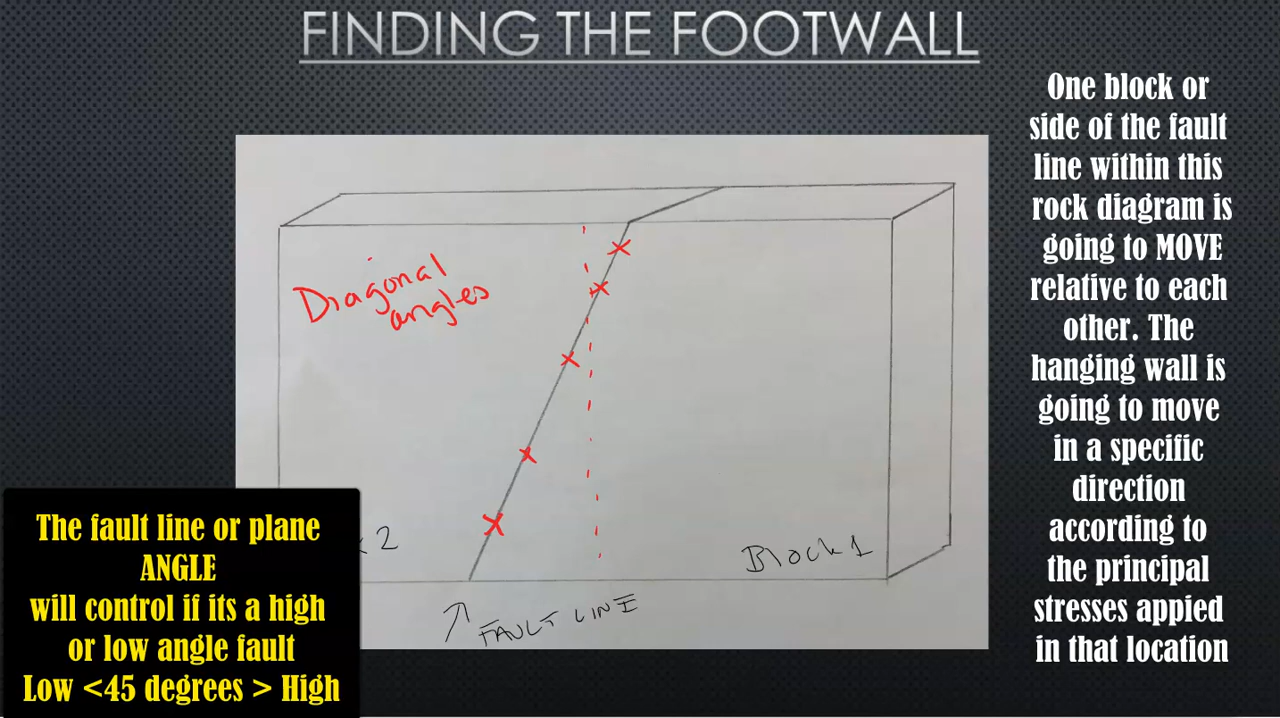 FINDING THE FOOTWALL
One block or
side of the fault
line within this
rock diagram is
going to MOVE
relative to each
other. The
hanging wall is
going to move
in a specific
direction
according to
the principal
stresses appied
in that location
Diagonal
angles
2
Block 1
FAULT LINE
The fault line or plane
ANGLE
will control if its a high
or low angle fault
Low <45 degrees > High